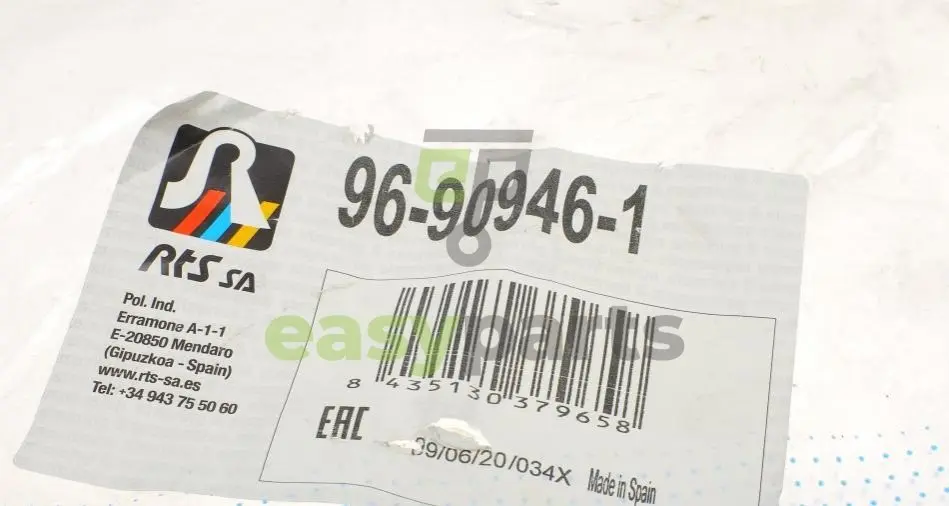 96-90946-1
RtS SA
Pol. Ind.
Erramone A-1-1
E-20850 Mendaro
(Gipuzkoa - Spain)
www.rts-sa.es
Tel: +34 943 75 50 60
easyparts
8 435130 379658
EAC
09/06/20/034X Made in Spain